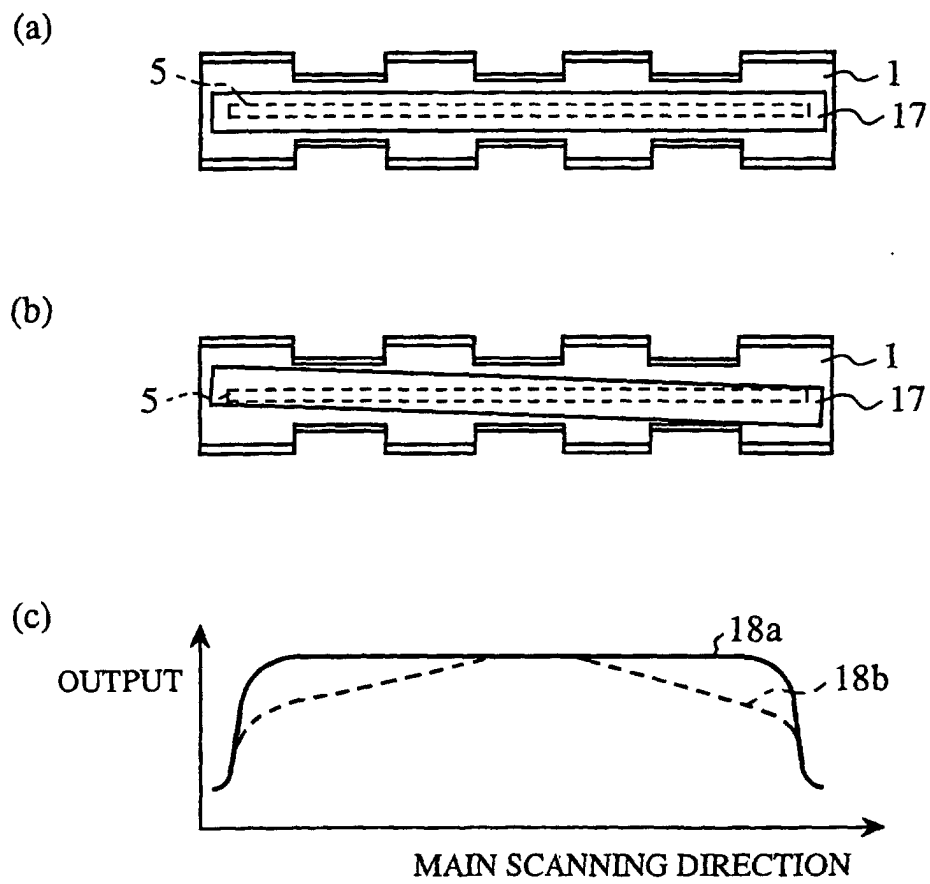 (a)
5
1
17
(b)
1
5
17
(c)
18a
OUTPUT
18b
MAIN SCANNING DIRECTION